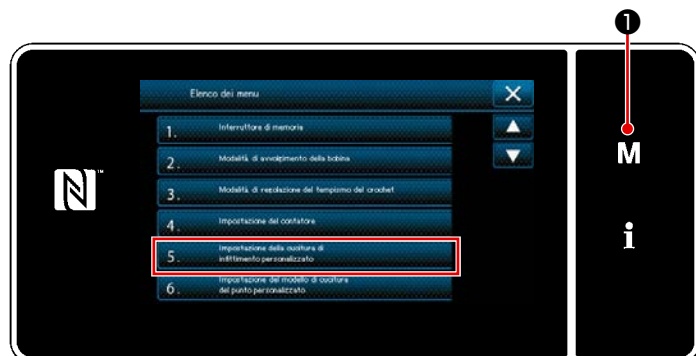 ❶
Elenco dei menu
1. Interruttore di memoria
2. Modalità di avvolgimento della bobina
3. Modalità di regolazione del tempismo del crochet
4. Impostazione del contatore
5. Impostazione della cucitura di
infittimento personalizzato
6. Impostazione del modello di cucitura
del punto personalizzato
M
i